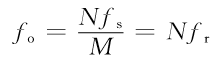 f_o = \frac{N f_s}{M} = N f_r